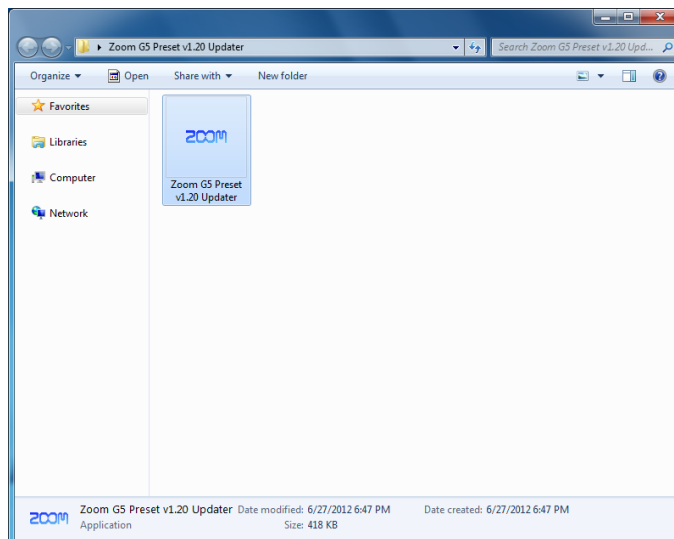 Zoom G5 Preset v1.20 Updater
Search Zoom G5 Preset v1.20 Upd...
Organize Open Share with New folder
Favorites
Libraries
Computer
Network
ZOOM
Zoom G5 Preset
v1.20 Updater
ZOOM
Zoom G5 Preset v1.20 Updater Date modified: 6/27/2012 6:47 PM Date created: 6/27/2012 6:47 PM
Application Size: 418 KB